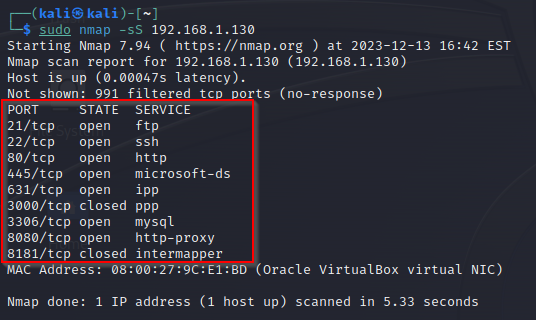 ┌──(kali㉿kali)-[~]
└─$ sudo nmap -sS 192.168.1.130
Starting Nmap 7.94 ( https://nmap.org ) at 2023-12-13 16:42 EST
Nmap scan report for 192.168.1.130 (192.168.1.130)
Host is up (0.00047s latency).
Not shown: 991 filtered tcp ports (no-response)
PORT     STATE  SERVICE
21/tcp   open   ftp
22/tcp   open   ssh
80/tcp   open   http
445/tcp  open   microsoft-ds
631/tcp  open   ipp
3000/tcp closed ppp
3306/tcp open   mysql
8080/tcp open   http-proxy
8181/tcp closed intermapper
MAC Address: 08:00:27:9C:E1:BD (Oracle VirtualBox virtual NIC)
Nmap done: 1 IP address (1 host up) scanned in 5.33 seconds